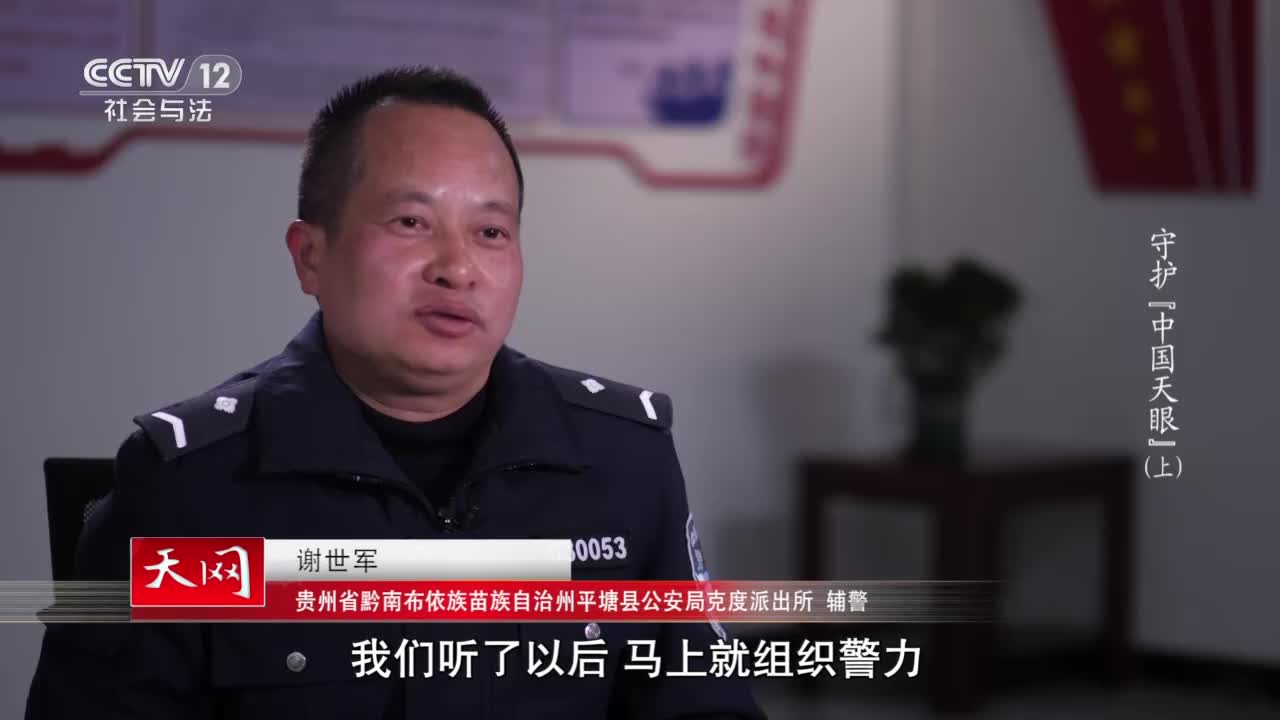 CCTV 12
社会与法
守护『中国天眼』(上)
60053
天网
谢世军
贵州省黔南布依族苗族自治州平塘县公安局克度派出所 辅警
我们听了以后 马上就组织警力